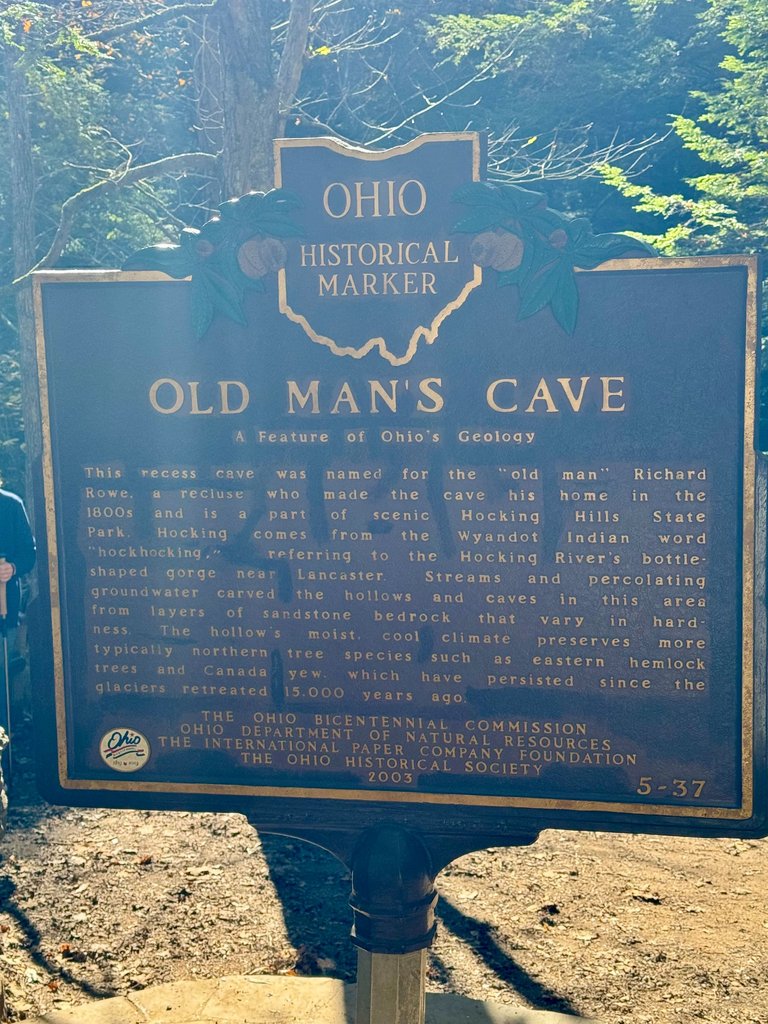 OHIO
HISTORICAL
MARKER
OLD MAN'S CAVE
A Feature of Ohio's Geology
This recess cave was named for the "old man" Richard
Rowe, a recluse who made the cave his home in the
1800s and is a part of scenic Hocking Hills State
Park. Hocking comes from the Wyandot Indian word
"hockhocking," referring to the Hocking River's bottle-
shaped gorge near Lancaster. Streams and percolating
groundwater carved the hollows and caves in this area
from layers of sandstone bedrock that vary in hard-
ness. The hollow's moist, cool climate preserves more
typically northern tree species such as eastern hemlock
trees and Canada yew, which have persisted since the
glaciers retreated 15,000 years ago.
THE OHIO BICENTENNIAL COMMISSION
OHIO DEPARTMENT OF NATURAL RESOURCES
THE INTERNATIONAL PAPER COMPANY FOUNDATION
THE OHIO HISTORICAL SOCIETY
2003
5-37
Ohio